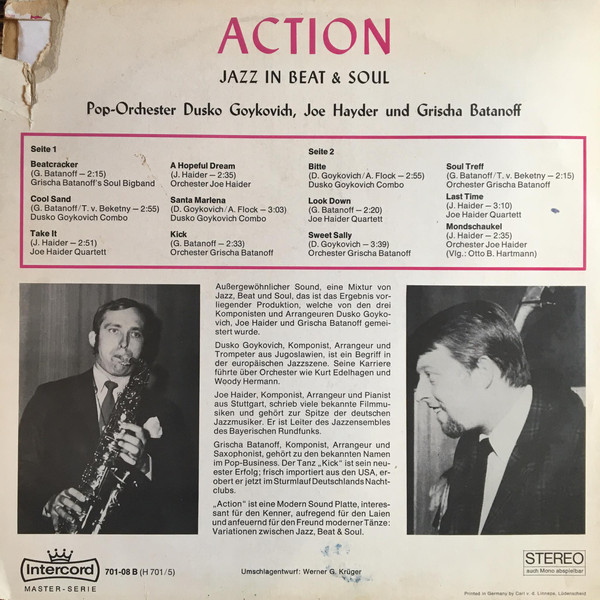 ACTION
JAZZ IN BEAT & SOUL
Pop-Orchester Dusko Goykovich, Joe Hayder und Grischa Batanoff
Seite 1
Beatcracker
(G. Batanoff – 2:15)
Grischa Batanoff's Soul Bigband
Cool Sand
(G. Batanoff/T. v. Beketny – 2:55)
Dusko Goykovich Combo
Take It
(J. Haider – 2:51)
Joe Haider Quartett
A Hopeful Dream
(J. Haider – 2:35)
Orchester Joe Haider
Santa Marlena
(D. Goykovich/A. Flock – 3:03)
Dusko Goykovich Combo
Kick
(G. Batanoff – 2:33)
Orchester Grischa Batanoff
Seite 2
Bitte
(D. Goykovich/A. Flock – 2:55)
Dusko Goykovich Combo
Look Down
(G. Batanoff – 2:20)
Joe Haider Quartett
Sweet Sally
(D. Goykovich – 3:39)
Orchester Grischa Batanoff
Soul Treff
(G. Batanoff/T. v. Beketny – 2:15)
Orchester Grischa Batanoff
Last Time
(J. Haider – 3:10)
Joe Haider Quartett
Mondschaukel
(J. Haider – 2:35)
Orchester Joe Haider
(Vlg.: Otto B. Hartmann)
Außergewöhnlicher Sound, eine Mixtur von
Jazz, Beat und Soul, das ist das Ergebnis vor-
liegender Produktion, welche von den drei
Komponisten und Arrangeuren Dusko Goyko-
vich, Joe Haider und Grischa Batanoff gemei-
stert wurde.
Dusko Goykovich, Komponist, Arrangeur und
Trompeter aus Jugoslawien, ist ein Begriff in
der europäischen Jazzszene. Seine Karriere
führte über Orchester wie Kurt Edelhagen und
Woody Hermann.
Joe Haider, Komponist, Arrangeur und Pianist
aus Stuttgart, schrieb viele bekannte Filmmu-
siken und gehört zur Spitze der deutschen
Jazzmusiker. Er ist Leiter des Jazzensembles
des Bayerischen Rundfunks.
Grischa Batanoff, Komponist, Arrangeur und
Saxophonist, gehört zu den bekannten Namen
im Pop-Business. Der Tanz „Kick" ist sein neu-
ester Erfolg; frisch importiert aus den USA, er-
obert er jetzt im Sturmlauf Deutschlands Nacht-
clubs.
„Action" ist eine Modern Sound Platte, interes-
sant für den Kenner, aufregend für den Laien
und anfeuernd für den Freund moderner Tänze:
Variationen zwischen Jazz, Beat & Soul.
Intercord
MASTER-SERIE
701-08 B (H 701/5)
Umschlagentwurf: Werner G. Krüger
STEREO
auch Mono abspielbar
Printed in Germany by Carl v. d. Linnepe, Lüdenscheid